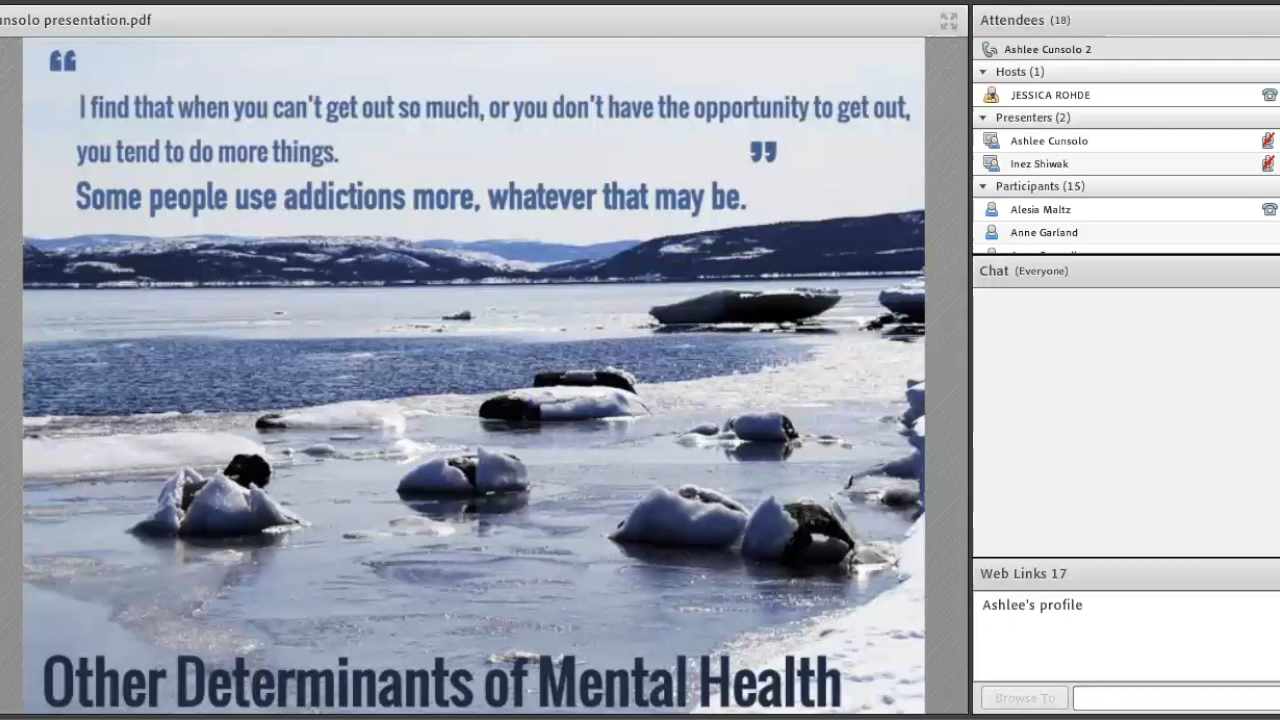 unsolo presentation.pdf
“
I find that when you can't get out so much, or you don't have the opportunity to get out,
you tend to do more things.
”
Some people use addictions more, whatever that may be.
Other Determinants of Mental Health
Attendees (18)
Ashlee Cunsolo 2
Hosts (1)
JESSICA ROHDE
Presenters (2)
Ashlee Cunsolo
Inez Shiwak
Participants (15)
Alesia Maltz
Anne Garland
Chat (Everyone)
Web Links 17
Ashlee's profile
Browse To